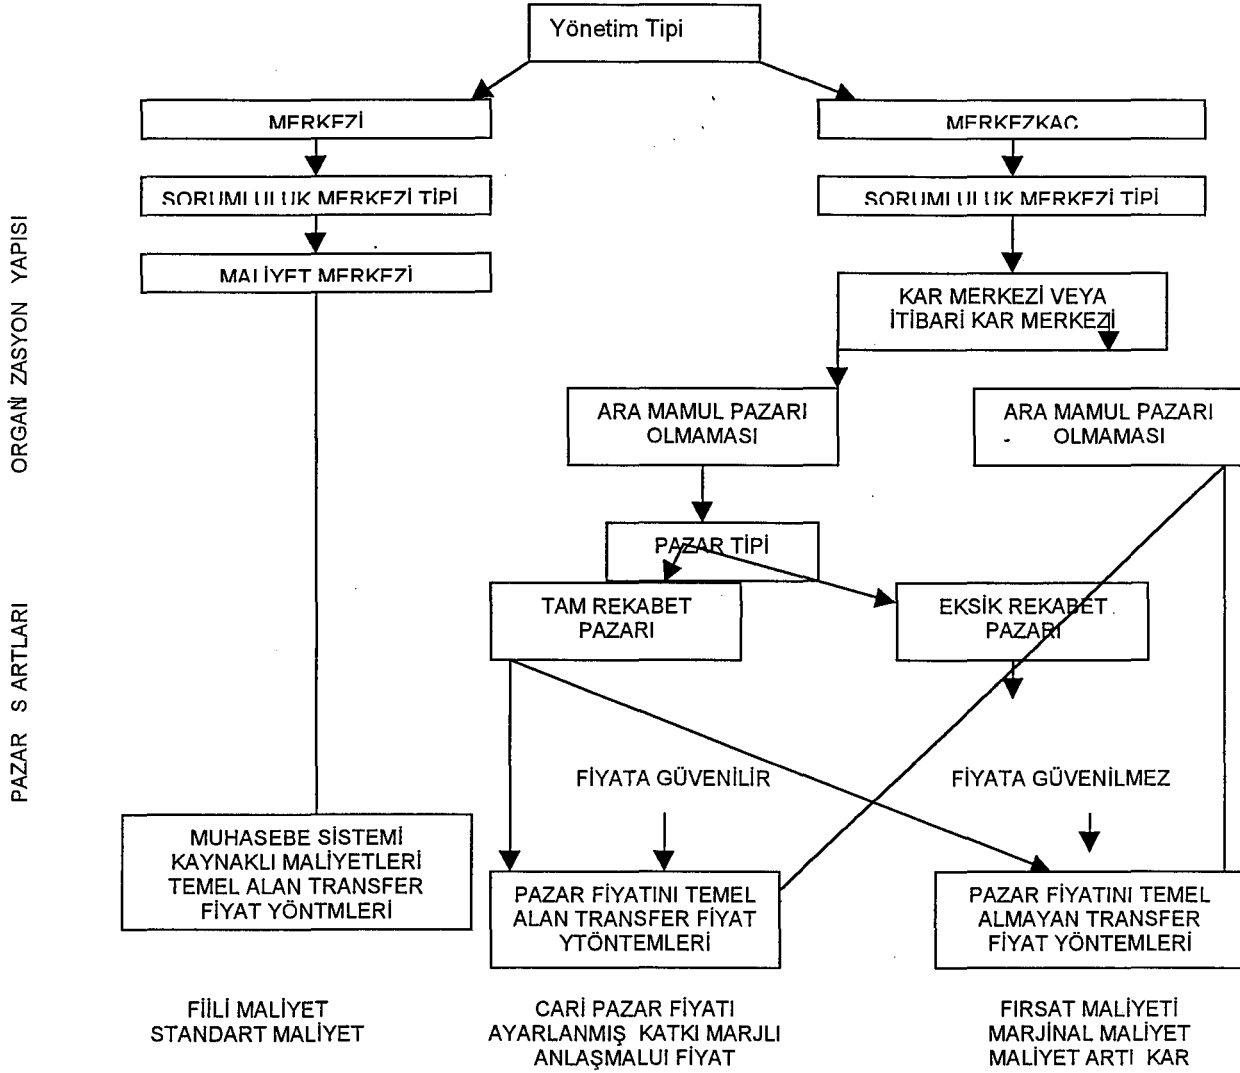 Yönetim Tipi
MERKEZİ
MERKEZKAÇ
SORUMLULUK MERKEZİ TİPİ
SORUMLULUK MERKEZİ TİPİ
MALİYET MERKEZİ
KAR MERKEZİ VEYA
İTİBARİ KAR MERKEZİ
ORGANİZASYON YAPISI
ARA MAMUL PAZARI
OLMAMASI
ARA MAMUL PAZARI
OLMAMASI
PAZAR TİPİ
TAM REKABET
PAZARI
EKSİK REKABET
PAZARI
PAZAR S ARTLARI
FİYATA GÜVENİLİR
FİYATA GÜVENİLMEZ
MUHASEBE SİSTEMİ
KAYNAKLI MALİYETLERİ
TEMEL ALAN TRANSFER
FİYAT YÖNTMLERİ
PAZAR FİYATINI TEMEL
ALAN TRANSFER FİYAT
YTÖNTEMLERİ
PAZAR FİYATINI TEMEL
ALMAYAN TRANSFER
FİYAT YÖNTEMLERİ
FİİLİ MALİYET
STANDART MALİYET
CARİ PAZAR FİYATI
AYARLANMIŞ KATKI MARJLI
ANLAŞMALUI FİYAT
FIRSAT MALİYETİ
MARJİNAL MALİYET
MALİYET ARTI KAR